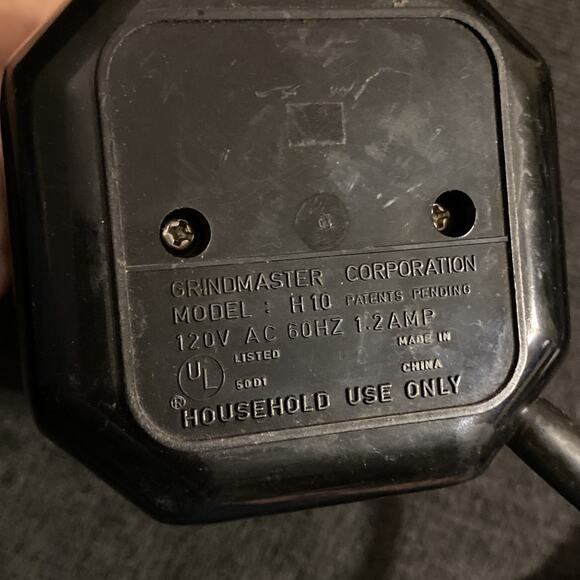 GRINDMASTER CORPORATION
MODEL : H10 PATENTS PENDING
120V AC 60HZ 1.2AMP
UL LISTED MADE IN
50D1 CHINA
®
HOUSEHOLD USE ONLY